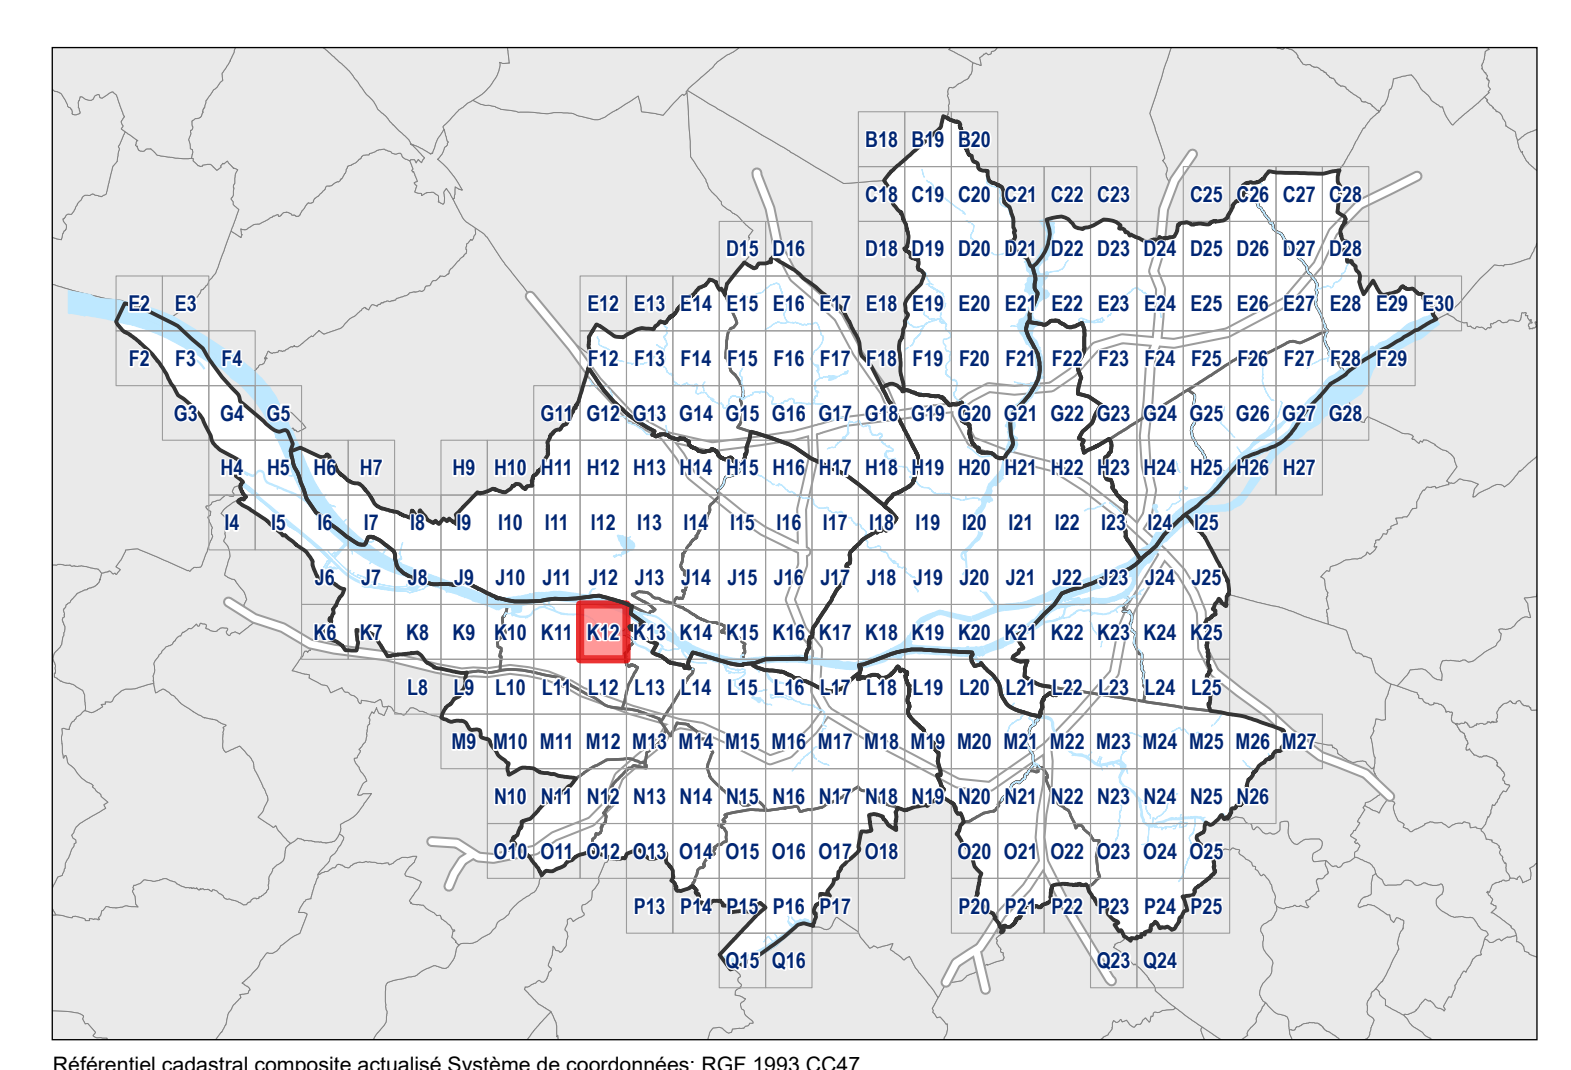 B18 B19 B20
C18 C19 C20 C21 C22 C23 C25 C26 C27 C28
D15 D16 D18 D19 D20 D21 D22 D23 D24 D25 D26 D27 D28
E2 E3 E12 E13 E14 E15 E16 E17 E18 E19 E20 E21 E22 E23 E24 E25 E26 E27 E28 E29 E30
F2 F3 F4 F12 F13 F14 F15 F16 F17 F18 F19 F20 F21 F22 F23 F24 F25 F26 F27 F28 F29
G3 G4 G5 G11 G12 G13 G14 G15 G16 G17 G18 G19 G20 G21 G22 G23 G24 G25 G26 G27 G28
H4 H5 H6 H7 H9 H10 H11 H12 H13 H14 H15 H16 H17 H18 H19 H20 H21 H22 H23 H24 H25 H26 H27
I4 I5 I6 I7 I8 I9 I10 I11 I12 I13 I14 I15 I16 I17 I18 I19 I20 I21 I22 I23 I24 I25
J6 J7 J8 J9 J10 J11 J12 J13 J14 J15 J16 J17 J18 J19 J20 J21 J22 J23 J24 J25
K6 K7 K8 K9 K10 K11 K12 K13 K14 K15 K16 K17 K18 K19 K20 K21 K22 K23 K24 K25
L8 L9 L10 L11 L12 L13 L14 L15 L16 L17 L18 L19 L20 L21 L22 L23 L24 L25
M9 M10 M11 M12 M13 M14 M15 M16 M17 M18 M19 M20 M21 M22 M23 M24 M25 M26 M27
N10 N11 N12 N13 N14 N15 N16 N17 N18 N19 N20 N21 N22 N23 N24 N25 N26
O10 O11 O12 O13 O14 O15 O16 O17 O18 O20 O21 O22 O23 O24 O25
P13 P14 P15 P16 P17 P20 P21 P22 P23 P24 P25
Q15 Q16 Q23 Q24
Référentiel cadastral composite actualisé Système de coordonnées: RGF 1993 CC47